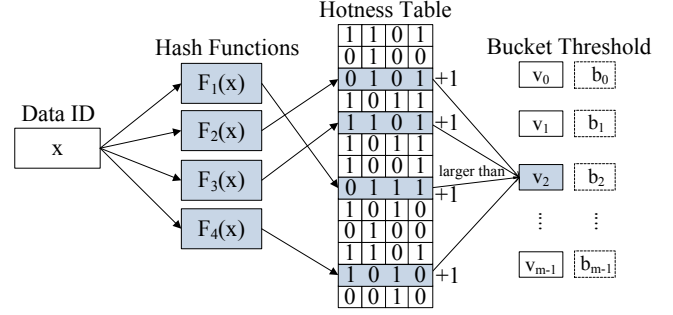 Hotness Table
Hash Functions
Bucket Threshold
Data ID
x
F₁(x)
F₂(x)
F₃(x)
F₄(x)
1 1 0 1
0 1 0 0
0 1 0 1 +1
1 0 1 1
1 1 0 1 +1
1 0 1 1
1 0 0 1
0 1 1 1 +1
1 0 1 0
0 1 0 0
1 1 0 1
1 0 1 0 +1
0 0 1 0
larger than
v₀ b₀
v₁ b₁
v₂ b₂
...... ......
vₘ₋₁ bₘ₋₁